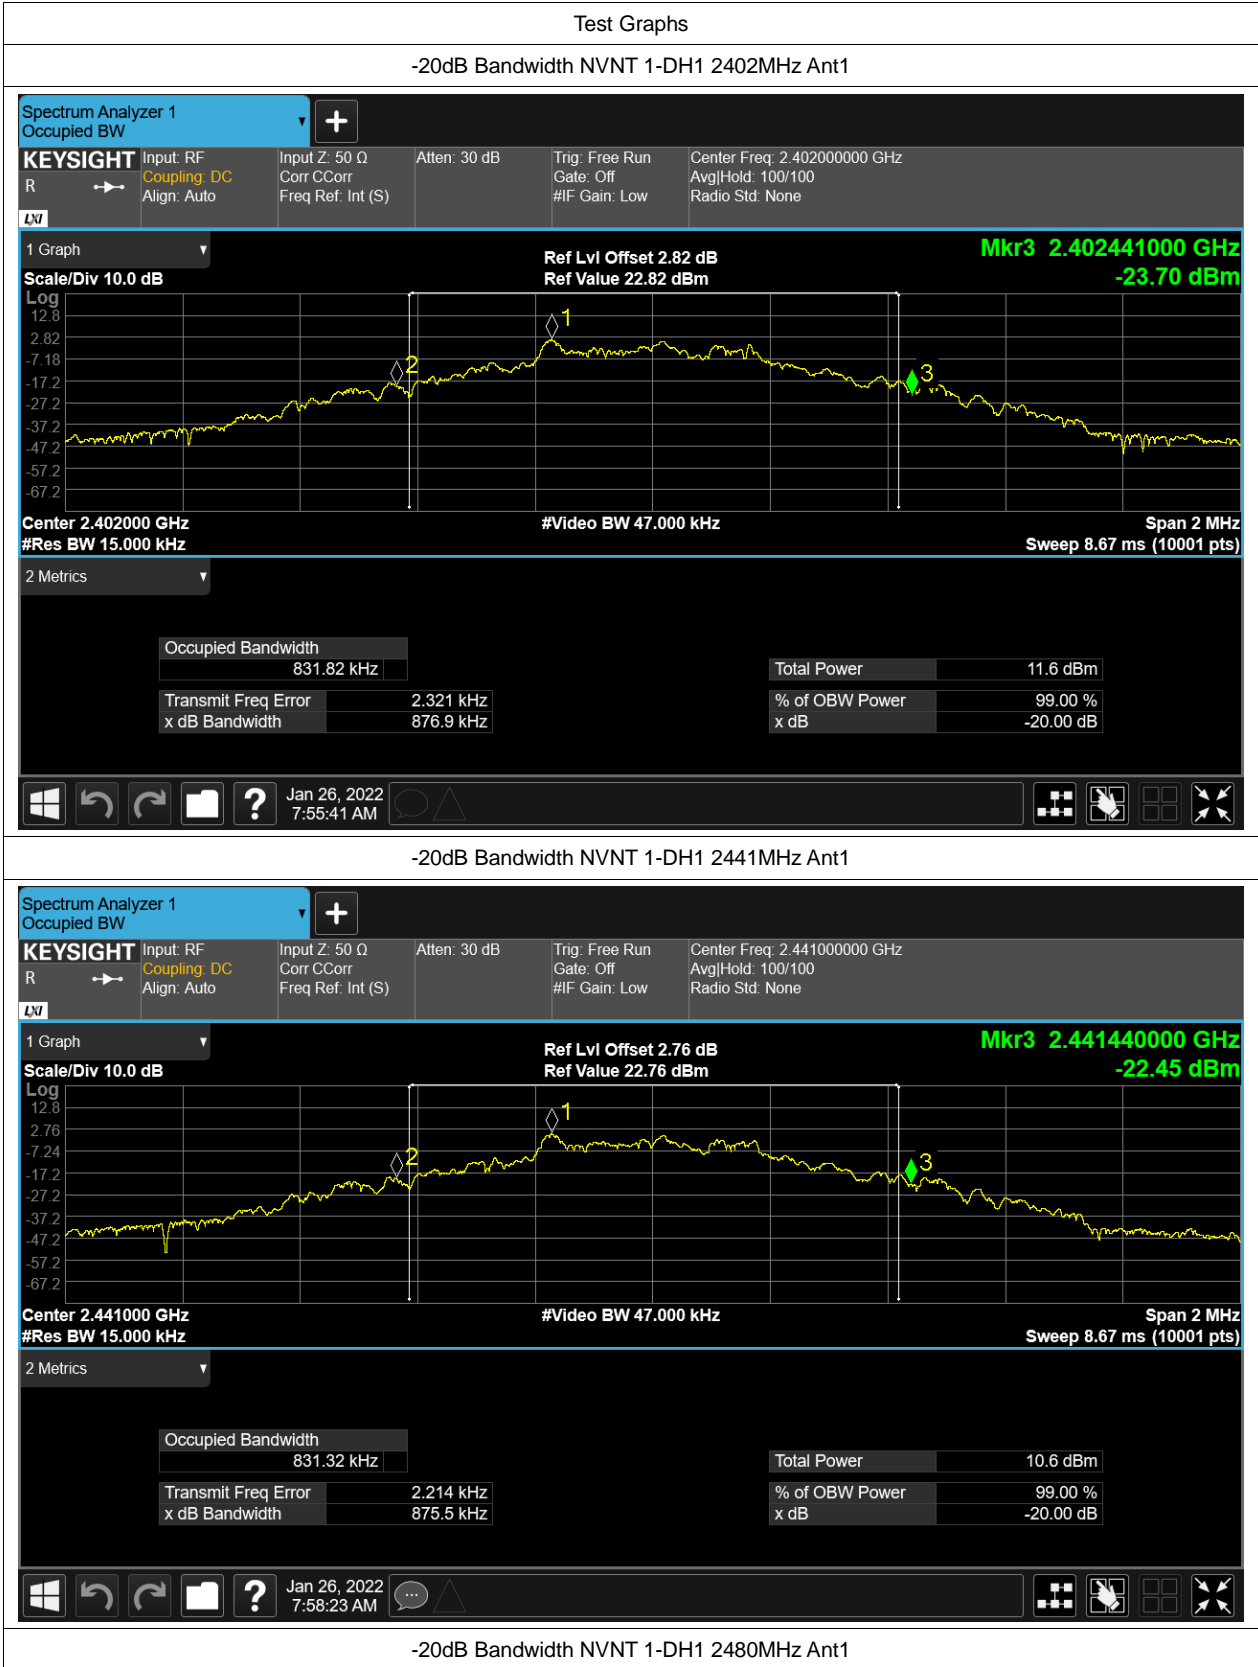 Test Graphs
-20dB Bandwidth NVNT 1-DH1 2402MHz Ant1
Spectrum Analyzer 1
Occupied BW
KEYSIGHT Input: RF Input Z: 50 Ω Atten: 30 dB Trig: Free Run Center Freq: 2.402000000 GHz
R Coupling: DC Corr CCorr Gate: Off Avg|Hold: 100/100
Align: Auto Freq Ref: Int (S) #IF Gain: Low Radio Std: None
LXI
1 Graph Ref Lvl Offset 2.82 dB Mkr3 2.402441000 GHz
Scale/Div 10.0 dB Ref Value 22.82 dBm -23.70 dBm
Log
12.8
2.82
-7.18
-17.2
-27.2
-37.2
-47.2
-57.2
-67.2
1
2
3
Center 2.402000 GHz #Video BW 47.000 kHz Span 2 MHz
#Res BW 15.000 kHz Sweep 8.67 ms (10001 pts)
2 Metrics
Occupied Bandwidth
831.82 kHz Total Power 11.6 dBm
Transmit Freq Error 2.321 kHz % of OBW Power 99.00 %
x dB Bandwidth 876.9 kHz x dB -20.00 dB
? Jan 26, 2022
7:55:41 AM
-20dB Bandwidth NVNT 1-DH1 2441MHz Ant1
Spectrum Analyzer 1
Occupied BW
KEYSIGHT Input: RF Input Z: 50 Ω Atten: 30 dB Trig: Free Run Center Freq: 2.441000000 GHz
R Coupling: DC Corr CCorr Gate: Off Avg|Hold: 100/100
Align: Auto Freq Ref: Int (S) #IF Gain: Low Radio Std: None
LXI
1 Graph Ref Lvl Offset 2.76 dB Mkr3 2.441440000 GHz
Scale/Div 10.0 dB Ref Value 22.76 dBm -22.45 dBm
Log
12.8
2.76
-7.24
-17.2
-27.2
-37.2
-47.2
-57.2
-67.2
1
2
3
Center 2.441000 GHz #Video BW 47.000 kHz Span 2 MHz
#Res BW 15.000 kHz Sweep 8.67 ms (10001 pts)
2 Metrics
Occupied Bandwidth
831.32 kHz Total Power 10.6 dBm
Transmit Freq Error 2.214 kHz % of OBW Power 99.00 %
x dB Bandwidth 875.5 kHz x dB -20.00 dB
? Jan 26, 2022
7:58:23 AM
-20dB Bandwidth NVNT 1-DH1 2480MHz Ant1